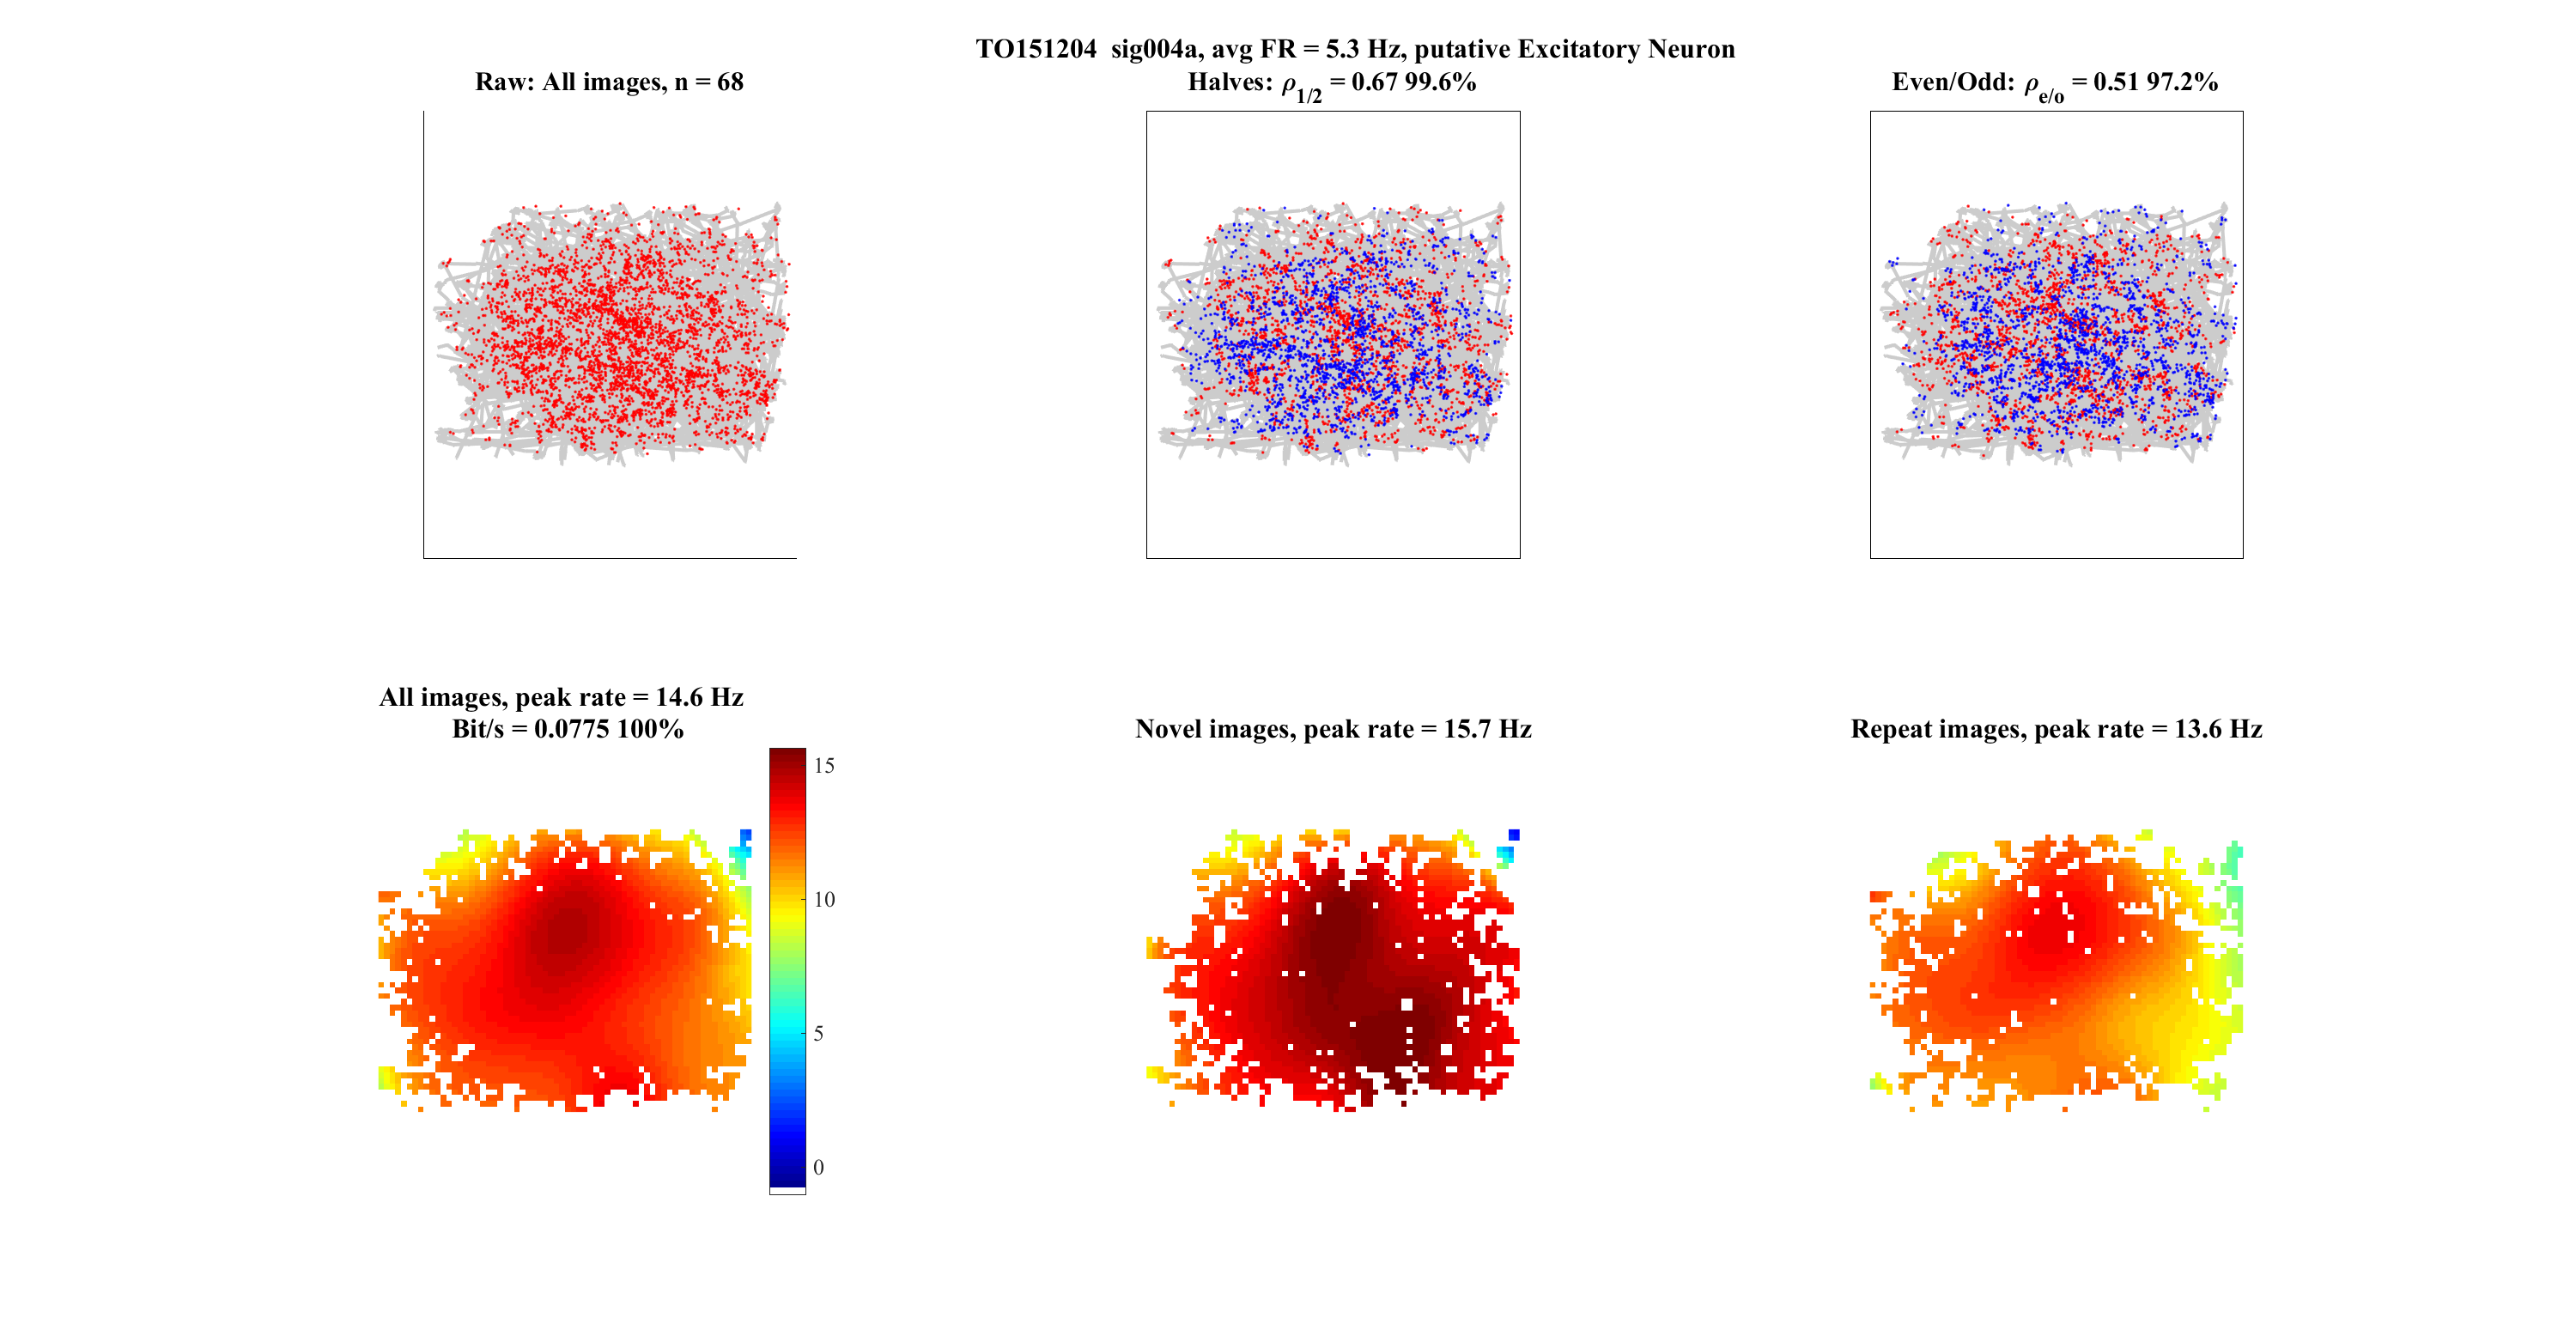 TO151204 sig004a, avg FR = 5.3 Hz, putative Excitatory Neuron
Raw: All images, n = 68
Halves: ρ1/2 = 0.67 99.6%
Even/Odd: ρe/o = 0.51 97.2%
All images, peak rate = 14.6 Hz
Bit/s = 0.0775 100%
Novel images, peak rate = 15.7 Hz
Repeat images, peak rate = 13.6 Hz
15
10
5
0